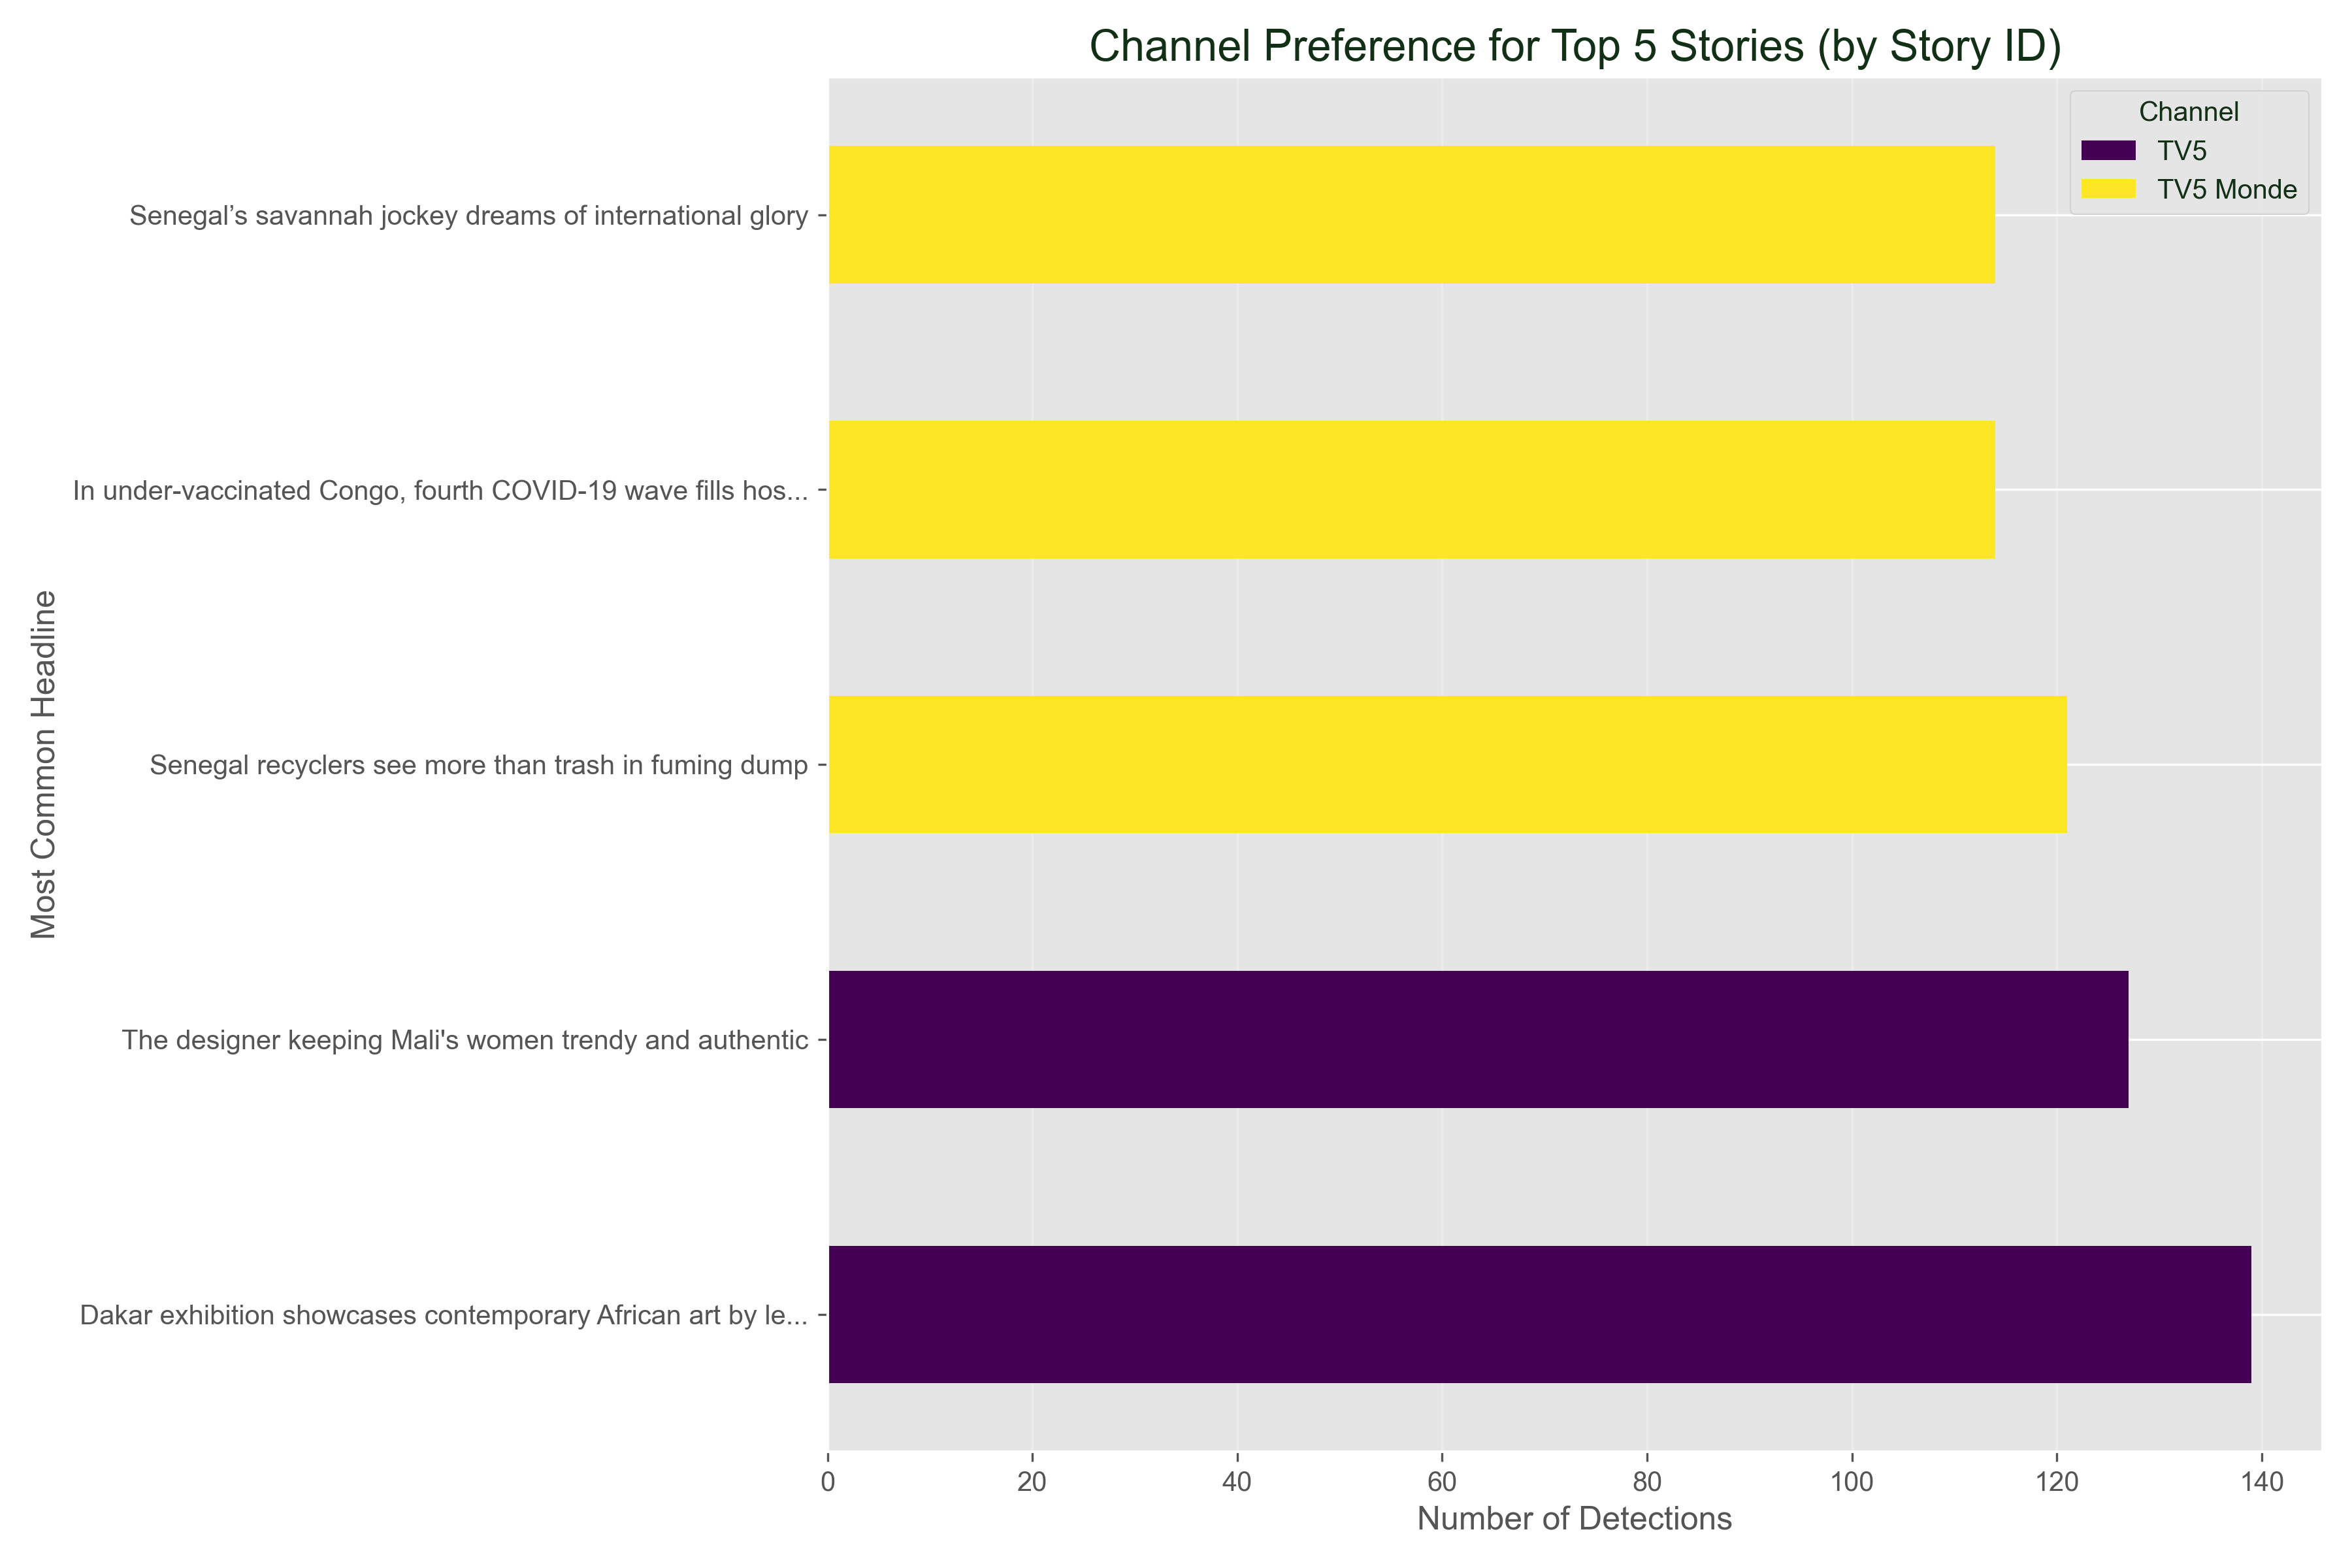 Channel Preference for Top 5 Stories (by Story ID)
Channel
TV5
TV5 Monde
Most Common Headline
Senegal’s savannah jockey dreams of international glory
In under-vaccinated Congo, fourth COVID-19 wave fills hos...
Senegal recyclers see more than trash in fuming dump
The designer keeping Mali's women trendy and authentic
Dakar exhibition showcases contemporary African art by le...
0 20 40 60 80 100 120 140
Number of Detections